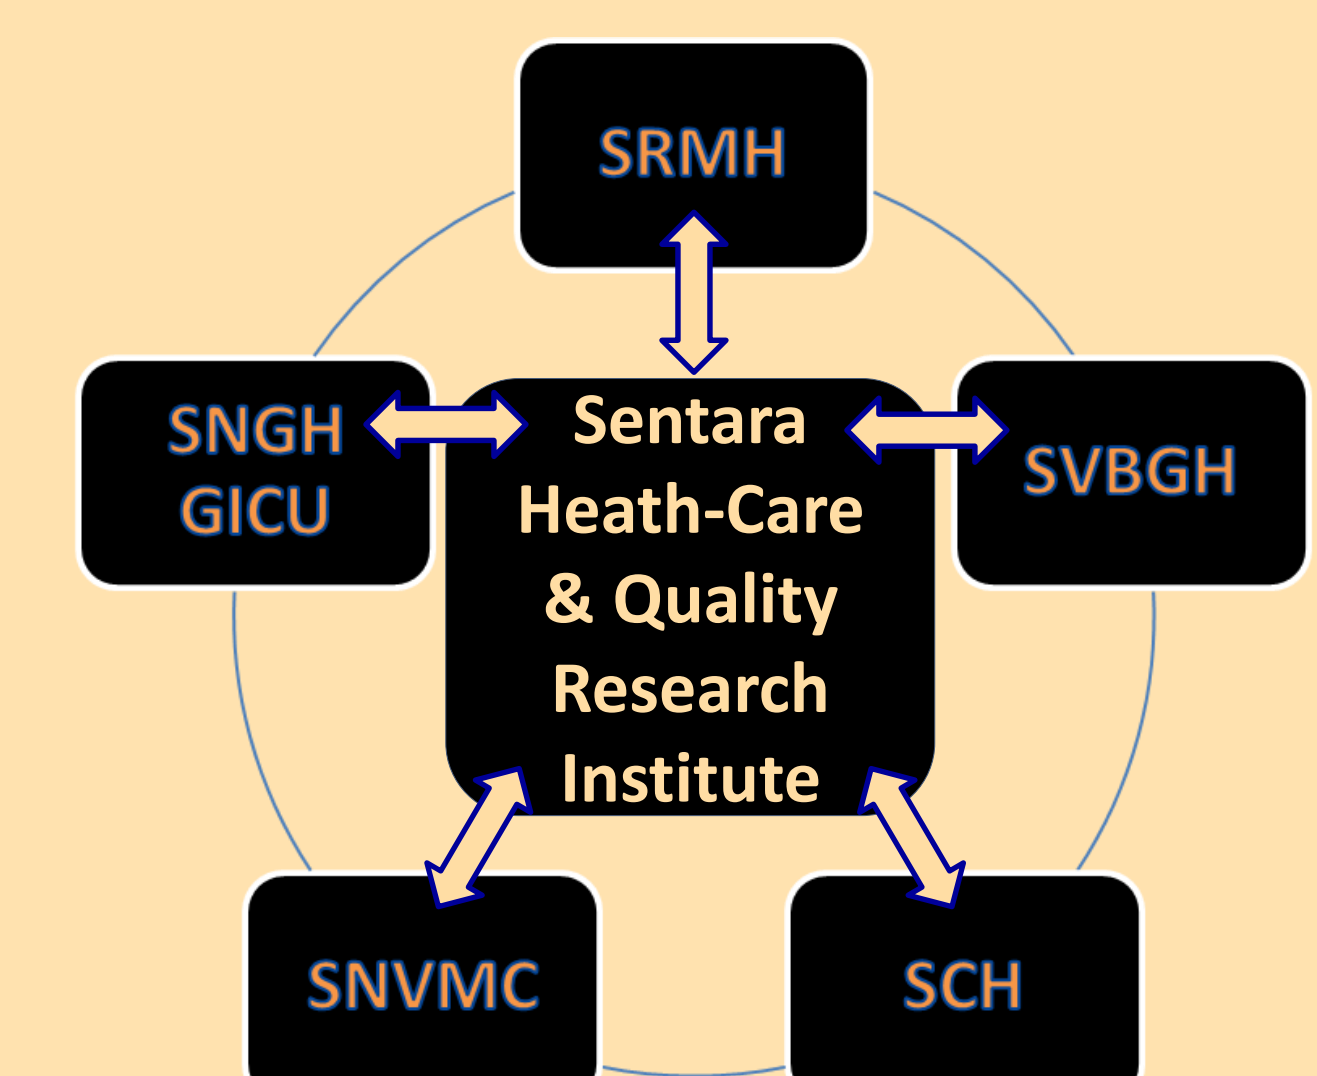 SRMH
SNGH
GICU
Sentara
Heath-Care
& Quality
Research
Institute
SVBGH
SNVMC
SCH